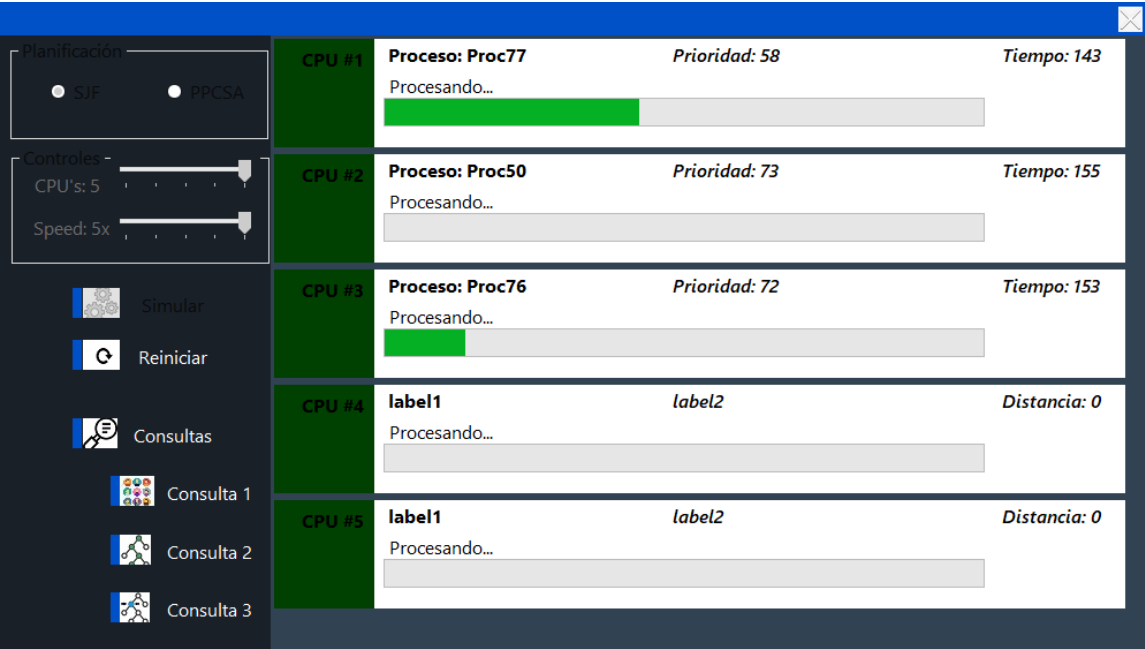 Planificación
SJF
PPCSA
Controles
CPU's: 5
Speed: 5x
Simular
Reiniciar
Consultas
Consulta 1
Consulta 2
Consulta 3
CPU #1
Proceso: Proc77
Prioridad: 58
Tiempo: 143
Procesando...
CPU #2
Proceso: Proc50
Prioridad: 73
Tiempo: 155
Procesando...
CPU #3
Proceso: Proc76
Prioridad: 72
Tiempo: 153
Procesando...
CPU #4
label1
label2
Distancia: 0
Procesando...
CPU #5
label1
label2
Distancia: 0
Procesando...